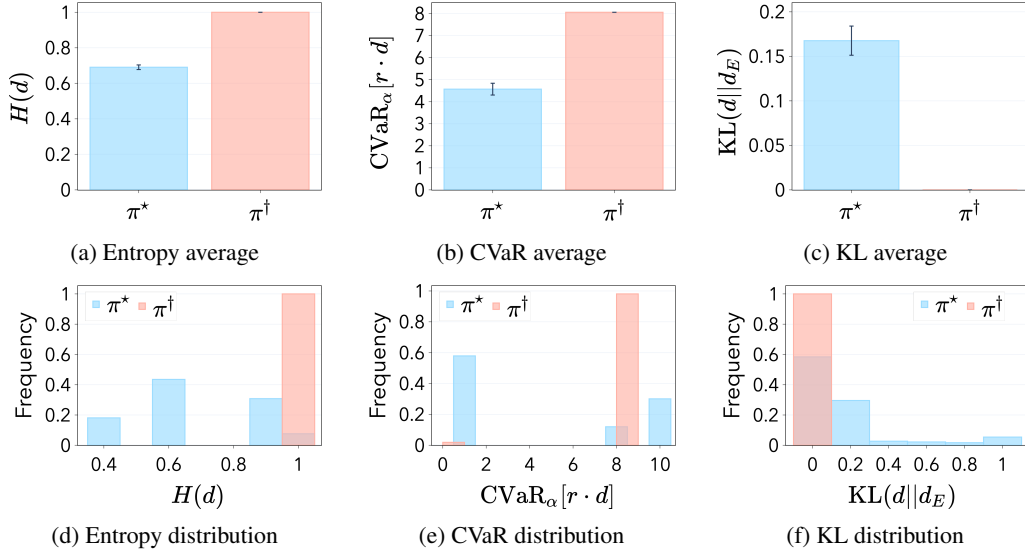 1
0.8
0.6
0.4
0.2
0
H(d)
π⋆
π†
(a) Entropy average
8
7
6
5
4
3
2
1
0
CVaRα[r · d]
π⋆
π†
(b) CVaR average
0.2
0.15
0.1
0.05
0
KL(d||dE)
π⋆
π†
(c) KL average
1
0.8
0.6
0.4
0.2
0
Frequency
π⋆ π†
0.4 0.6 0.8 1
H(d)
(d) Entropy distribution
1
0.8
0.6
0.4
0.2
0
Frequency
π⋆ π†
0 2 4 6 8 10
CVaRα[r · d]
(e) CVaR distribution
1
0.8
0.6
0.4
0.2
0
Frequency
π⋆ π†
0 0.2 0.4 0.6 0.8 1
KL(d||dE)
(f) KL distribution